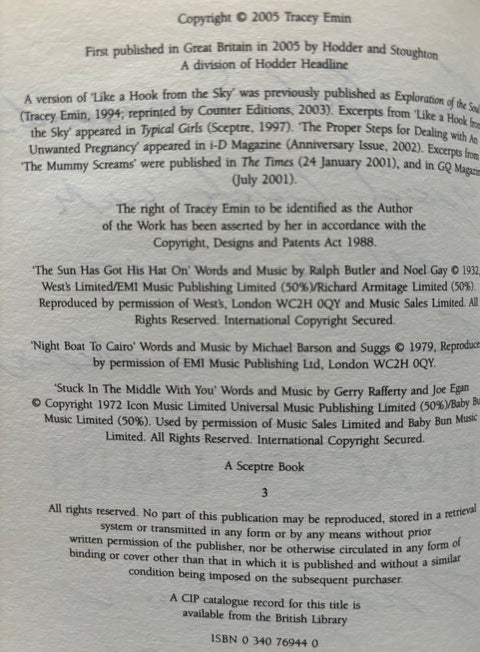 Copyright © 2005 Tracey Emin
First published in Great Britain in 2005 by Hodder and Stoughton
A division of Hodder Headline
A version of 'Like a Hook from the Sky' was previously published as Exploration of the Soul
(Tracey Emin, 1994; reprinted by Counter Editions, 2003). Excerpts from 'Like a Hook from
the Sky' appeared in Typical Girls (Sceptre, 1997). 'The Proper Steps for Dealing with An
Unwanted Pregnancy' appeared in i-D Magazine (Anniversary Issue, 2002). Excerpts from
'The Mummy Screams' were published in The Times (24 January 2001), and in GQ Magazin
(July 2001).
The right of Tracey Emin to be identified as the Author
of the Work has been asserted by her in accordance with the
Copyright, Designs and Patents Act 1988.
'The Sun Has Got His Hat On' Words and Music by Ralph Butler and Noel Gay © 1932,
West's Limited/EMI Music Publishing Limited (50%)/Richard Armitage Limited (50%).
Reproduced by permission of West's, London WC2H 0QY and Music Sales Limited. All
Rights Reserved. International Copyright Secured.
'Night Boat To Cairo' Words and Music by Michael Barson and Suggs © 1979, Reproduce
by permission of EMI Music Publishing Ltd, London WC2H 0QY.
'Stuck In The Middle With You' Words and Music by Gerry Rafferty and Joe Egan
© Copyright 1972 Icon Music Limited Universal Music Publishing Limited (50%)/Baby Bu
Music Limited (50%). Used by permission of Music Sales Limited and Baby Bun Music
Limited. All Rights Reserved. International Copyright Secured.
A Sceptre Book
3
All rights reserved. No part of this publication may be reproduced, stored in a retrieval
system or transmitted in any form or by any means without prior
written permission of the publisher, nor be otherwise circulated in any form of
binding or cover other than that in which it is published and without a similar
condition being imposed on the subsequent purchaser.
A CIP catalogue record for this title is
available from the British Library
ISBN 0 340 76944 0